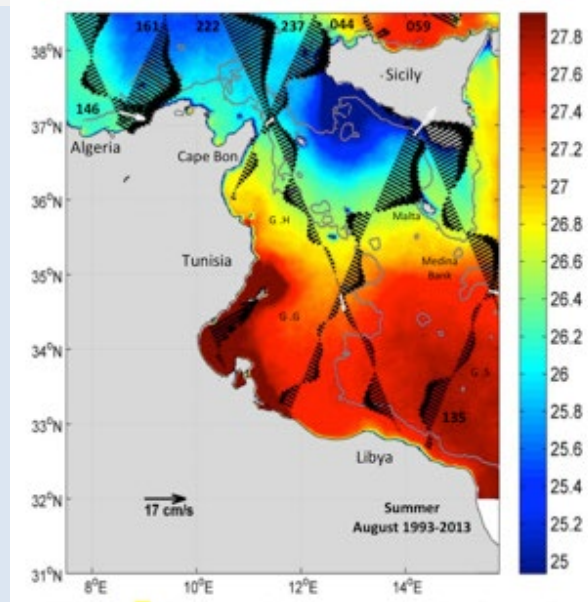 38°N
37°N
36°N
35°N
34°N
33°N
32°N
31°N
8°E
10°E
12°E
14°E
161
222
237
044
059
146
135
Sicily
Algeria
Cape Bon
G .H
Malta
Tunisia
Medina
Bank
G .G
G .S
Libya
17 cm/s
Summer
August 1993-2013
27.8
27.6
27.4
27.2
27
26.8
26.6
26.4
26.2
26
25.8
25.6
25.4
25.2
25